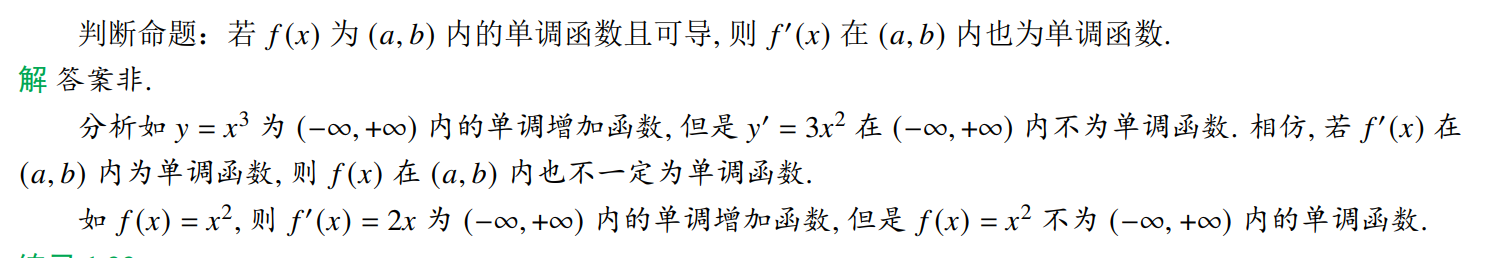 判断命题：若 f(x) 为 (a, b) 内的单调函数且可导, 则 f′(x) 在 (a, b) 内也为单调函数.
解 答案非.
分析如 y = x³ 为 (−∞, +∞) 内的单调增加函数, 但是 y′ = 3x² 在 (−∞, +∞) 内不为单调函数. 相仿, 若 f′(x) 在
(a, b) 内为单调函数, 则 f(x) 在 (a, b) 内也不一定为单调函数.
如 f(x) = x², 则 f′(x) = 2x 为 (−∞, +∞) 内的单调增加函数, 但是 f(x) = x² 不为 (−∞, +∞) 内的单调函数.